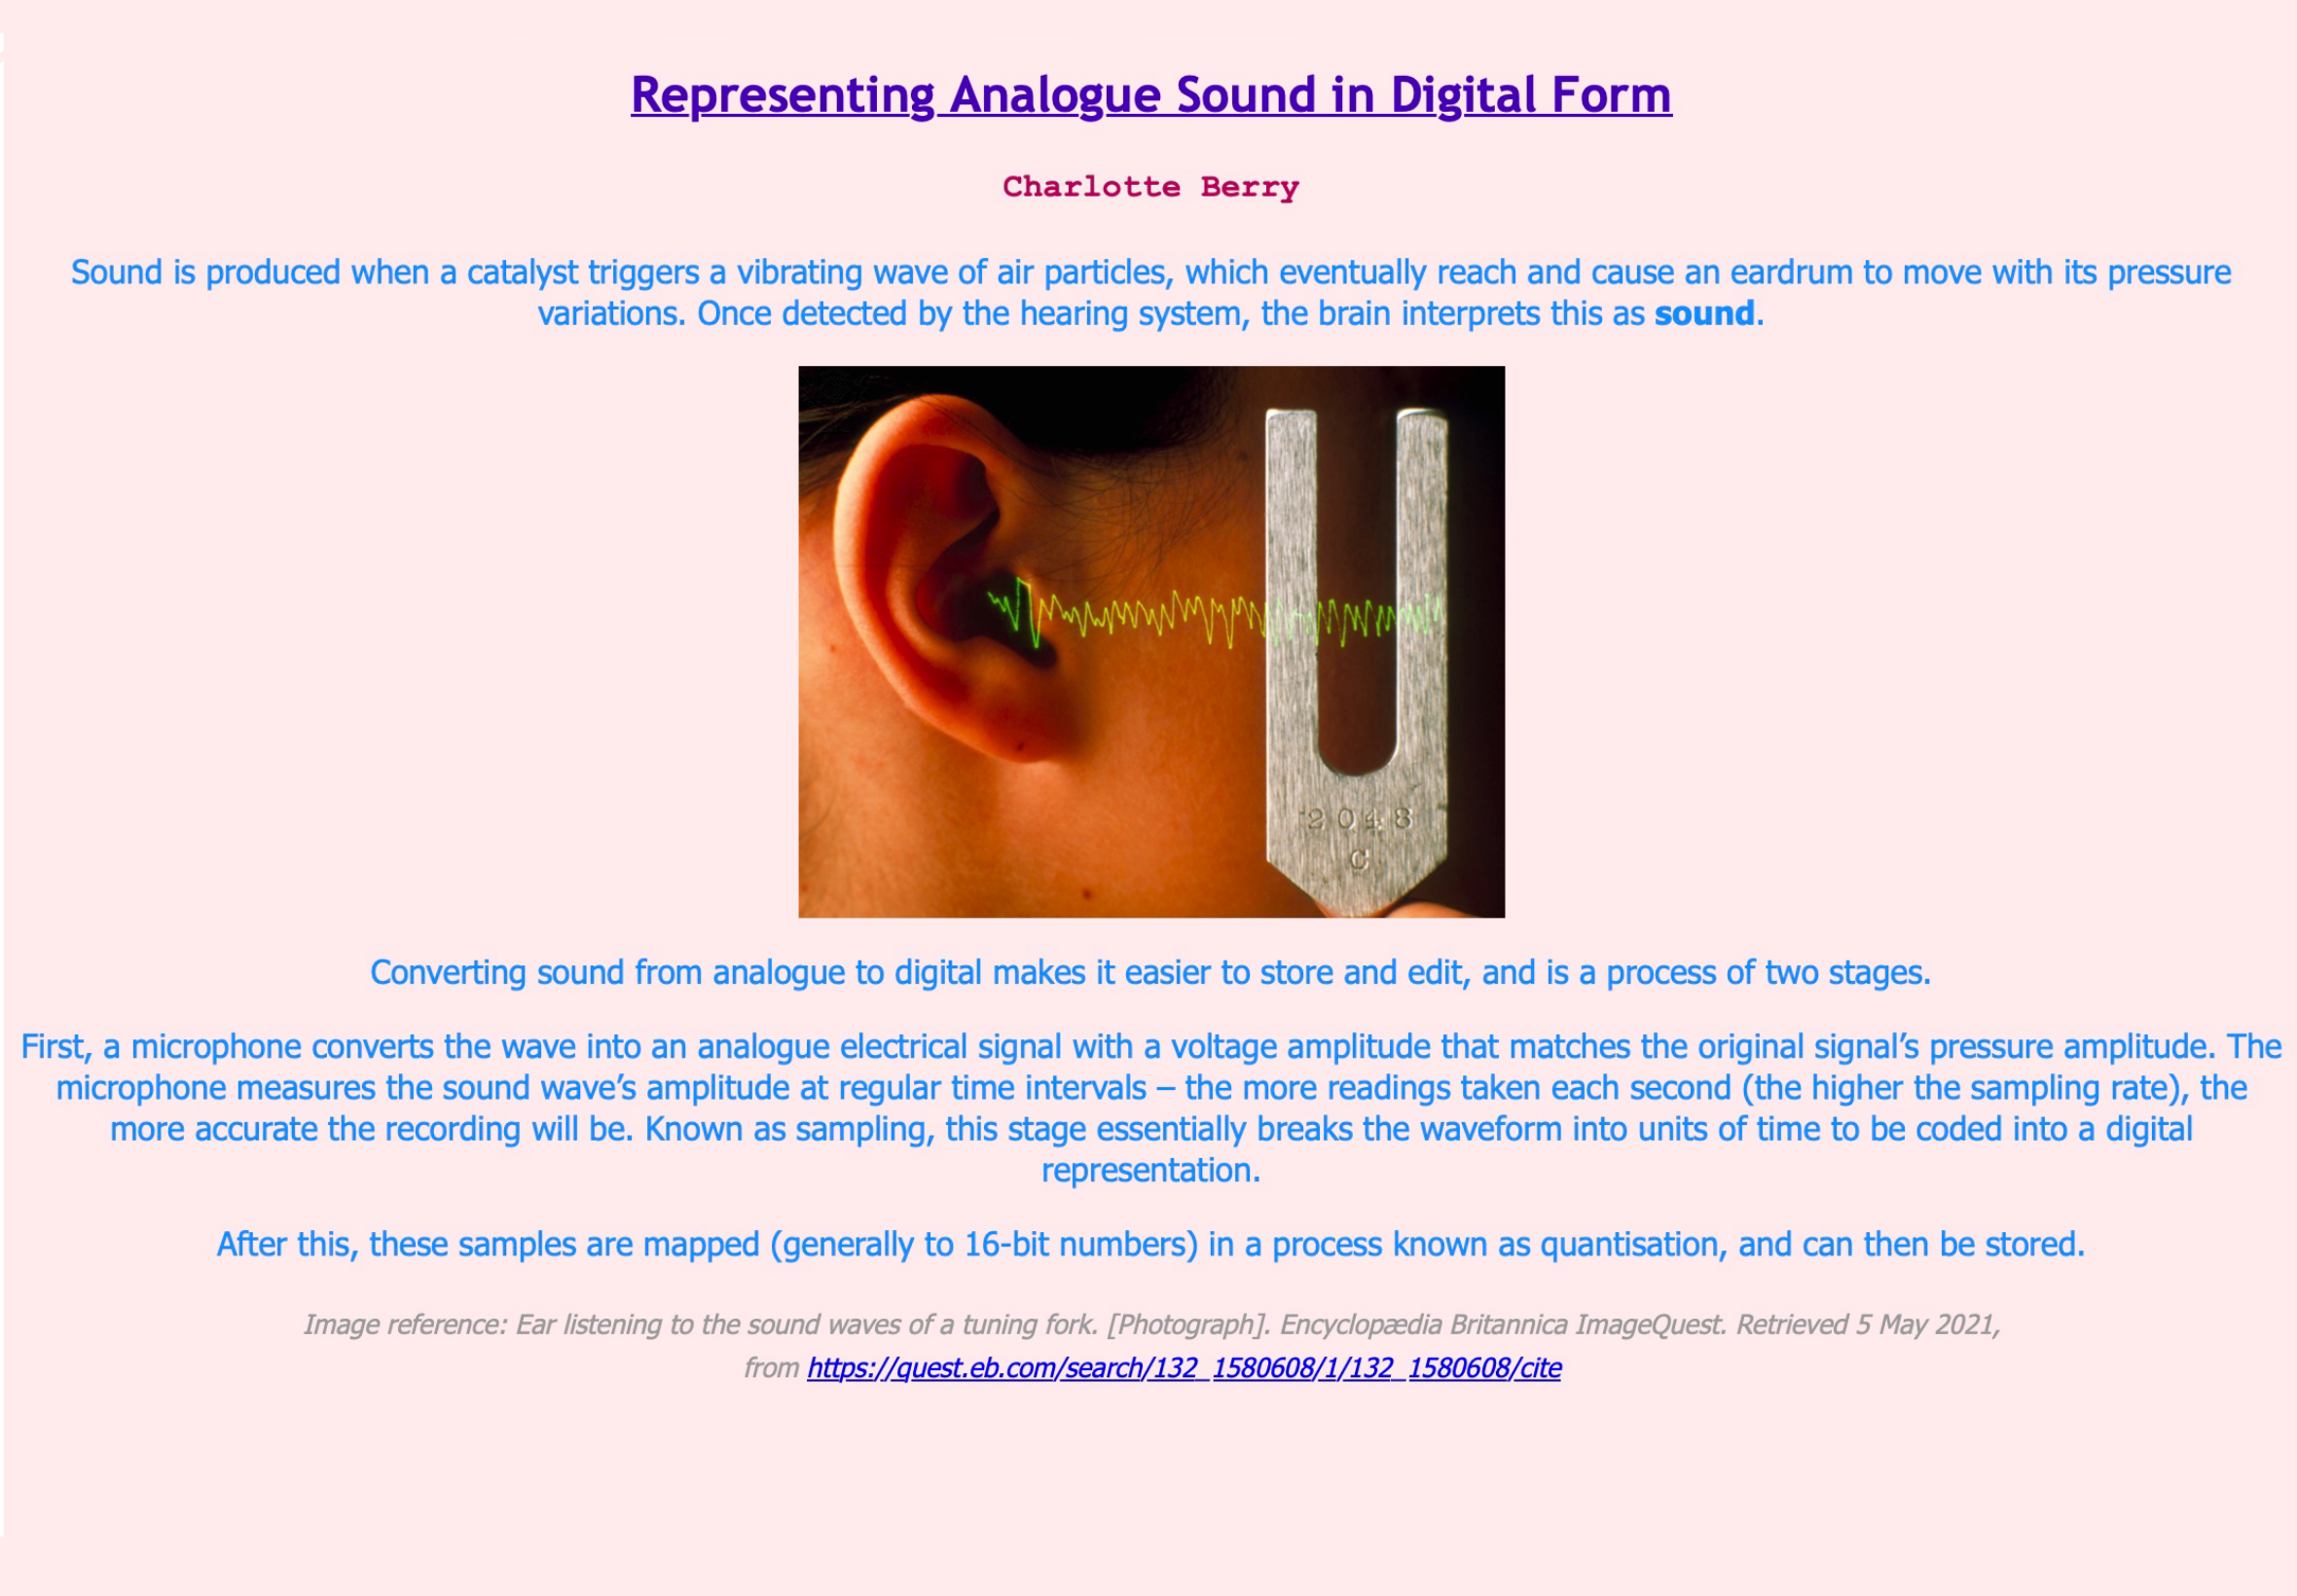 Representing Analogue Sound in Digital Form
Charlotte Berry
Sound is produced when a catalyst triggers a vibrating wave of air particles, which eventually reach and cause an eardrum to move with its pressure
variations. Once detected by the hearing system, the brain interprets this as sound.
2048
C
Converting sound from analogue to digital makes it easier to store and edit, and is a process of two stages.
First, a microphone converts the wave into an analogue electrical signal with a voltage amplitude that matches the original signal’s pressure amplitude. The
microphone measures the sound wave’s amplitude at regular time intervals – the more readings taken each second (the higher the sampling rate), the
more accurate the recording will be. Known as sampling, this stage essentially breaks the waveform into units of time to be coded into a digital
representation.
After this, these samples are mapped (generally to 16-bit numbers) in a process known as quantisation, and can then be stored.
Image reference: Ear listening to the sound waves of a tuning fork. [Photograph]. Encyclopædia Britannica ImageQuest. Retrieved 5 May 2021,
from https://quest.eb.com/search/132_1580608/1/132_1580608/cite